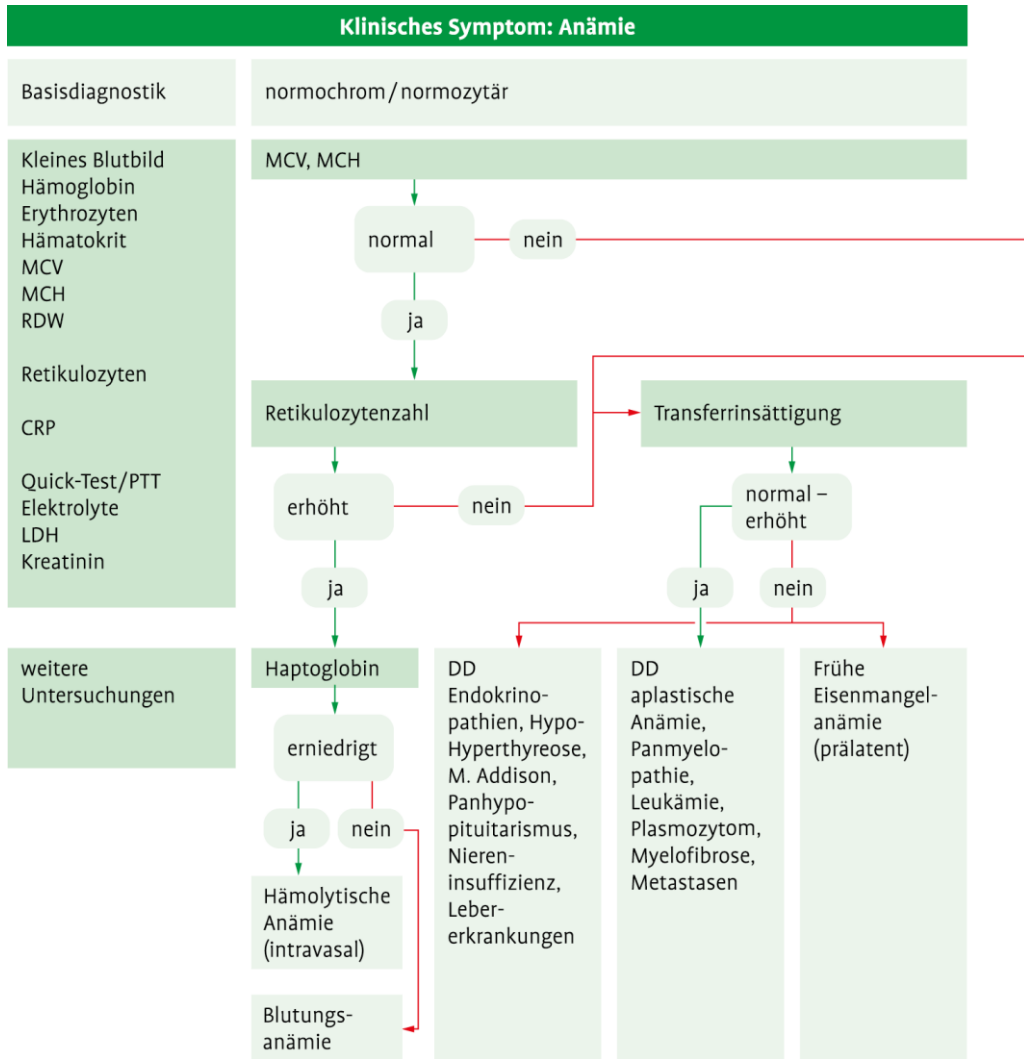 Klinisches Symptom: Anämie
Basisdiagnostik
normochrom/normozytär
Kleines Blutbild
Hämoglobin
Erythrozyten
Hämatokrit
MCV
MCH
RDW
Retikulozyten
CRP
Quick-Test/PTT
Elektrolyte
LDH
Kreatinin
MCV, MCH
normal
nein
ja
Retikulozytenzahl
erhöht
nein
ja
Transferrinsättigung
normal –
erhöht
ja
nein
weitere
Untersuchungen
Haptoglobin
erniedrigt
ja
nein
Hämolytische
Anämie
(intravasal)
Blutungs-
anämie
DD
Endokrino-
pathien, Hypo-
Hyperthyreose,
M. Addison,
Panhypo-
pituitarismus,
Nieren-
insuffizienz,
Leber-
erkrankungen
DD
aplastische
Anämie,
Panmyelo-
pathie,
Leukämie,
Plasmozytom,
Myelofibrose,
Metastasen
Frühe
Eisenmangel-
anämie
(prälatent)